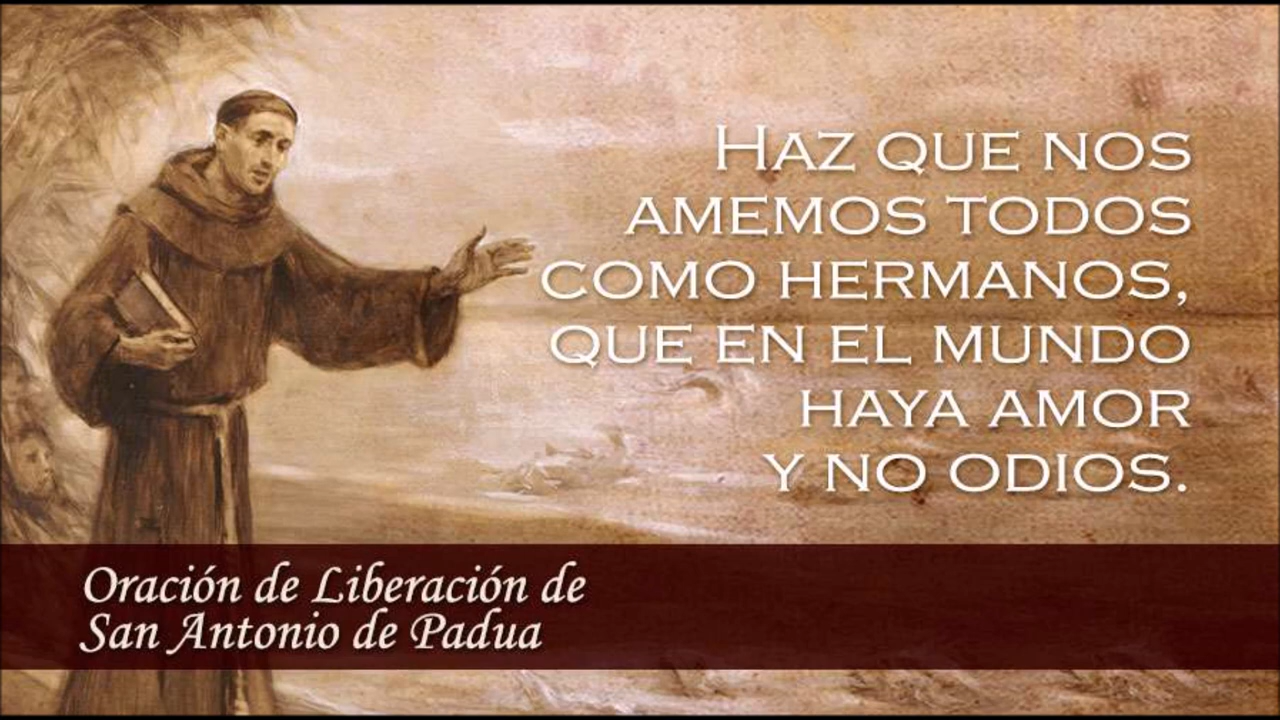 HAZ QUE NOS
AMEMOS TODOS
COMO HERMANOS,
QUE EN EL MUNDO
HAYA AMOR
Y NO ODIOS.
Oración de Liberación de
San Antonio de Padua